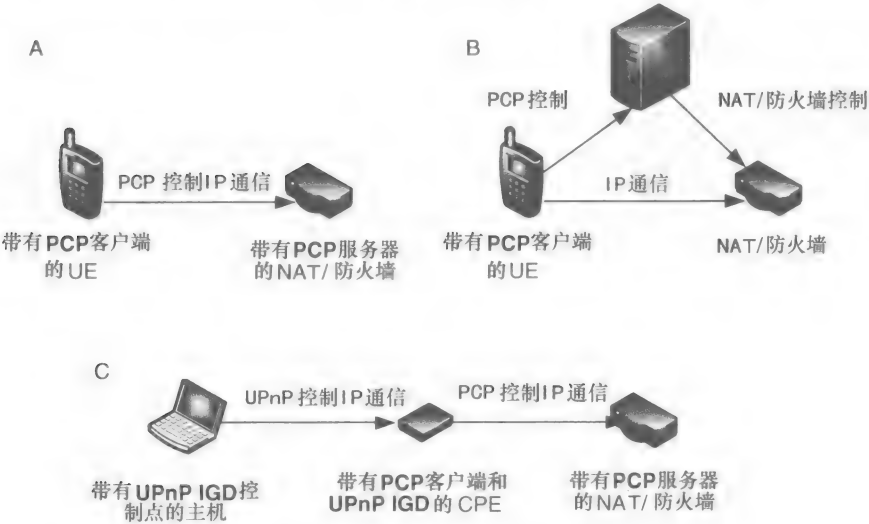 A
PCP 控制IP通信
带有PCP客户端
的UE
带有PCP服务器
的NAT/防火墙
B
PCP控制
NAT/防火墙控制
IP通信
带有PCP客户端
的UE
NAT/防火墙
C
UPnP 控制IP通信
PCP 控制IP通信
带有UPnP IGD控
制点的主机
带有PCP客户端和
UPnP IGD的CPE
带有PCP服务器
的NAT/防火墙